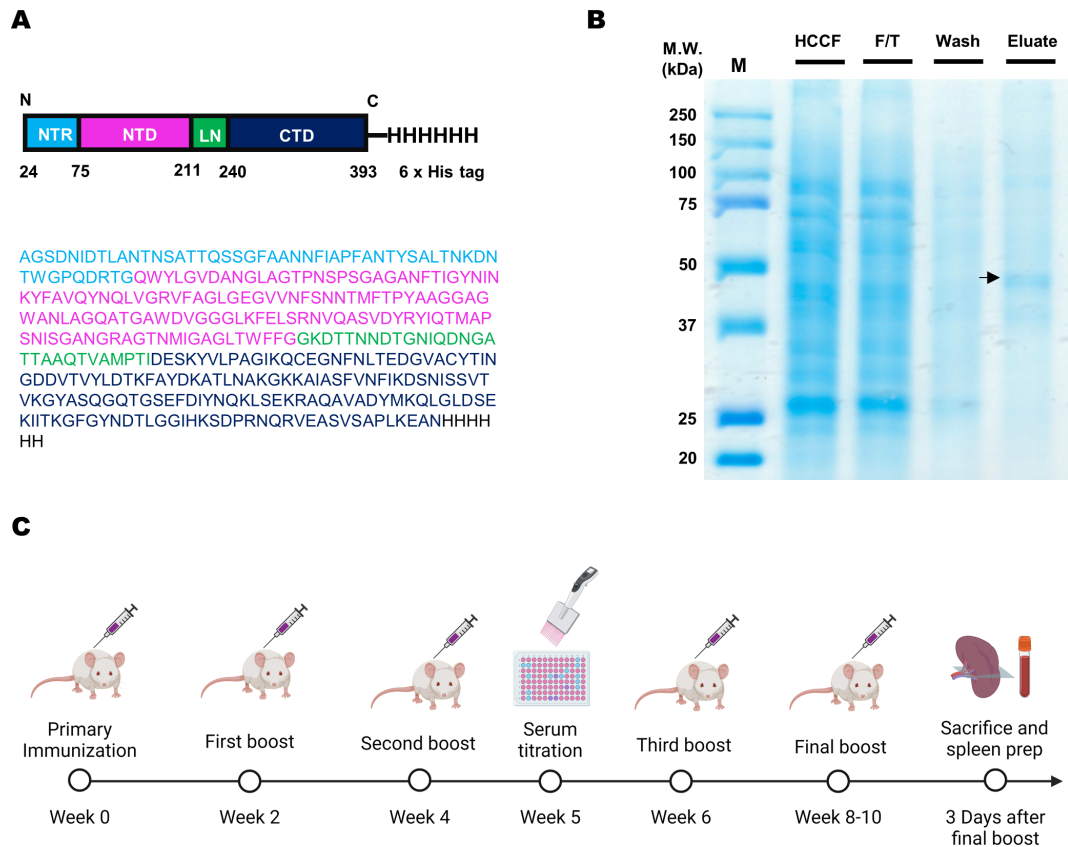 A
N
C
NTR
NTD
LN
CTD
HHHHHH
24
75
211
240
393
6 x His tag
AGSDNIDTLANTNSATTQSSGFAANNFIAPFANTYSALTNKDN
TWGPQDRTGQWYLGVDANGLAGTPNSPSGAGANFTIGYNIN
KYFAVQYNQLVGRVFAGLGEGVVNFSNNTMFTPYAAGGAG
WANLAGQATGAWDVGGGLKFELSRNVQASVDYRYIQTMAP
SNISGANGRAGTNMIGAGLTWFFGGKDTTNNDTGNIQDNGA
TTAAQTVAMPTIDESKYVLPAGIKQCEGNFNLTEDGVACYTIN
GDDVTVYLDTKFAYDKATLNAKGKKAIASFVNFIKDSNISSVT
VKGYASQGQTGSEFDIYNQKLSEKRAQAVADYMKQLGLDSE
KIITKGFGYNDTLGGIHKSDPRNQRVEASVSAPLKEANHHHH
HH
B
M.W.
(kDa)
M
HCCF
F/T
Wash
Eluate
250
150
100
75
50
37
25
20
C
Primary
Immunization
First boost
Second boost
Serum
titration
Third boost
Final boost
Sacrifice and
spleen prep
Week 0
Week 2
Week 4
Week 5
Week 6
Week 8-10
3 Days after
final boost